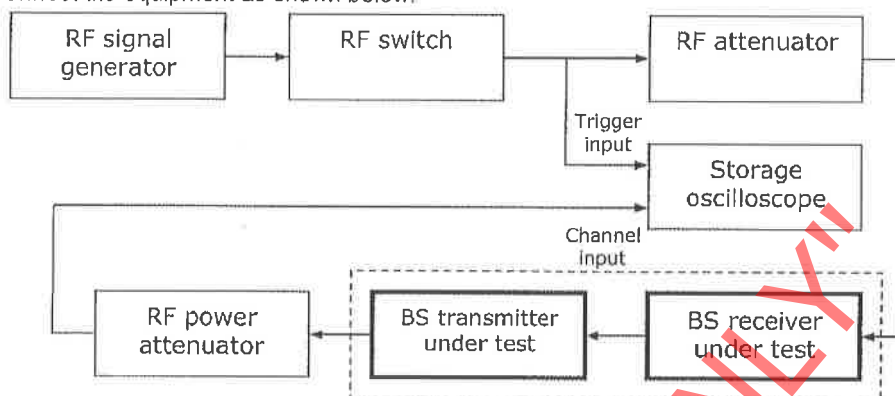 RF signal
generator
RF switch
RF attenuator
Trigger
input
Storage
oscilloscope
Channel
input
RF power
attenuator
BS transmitter
under test
BS receiver
under test